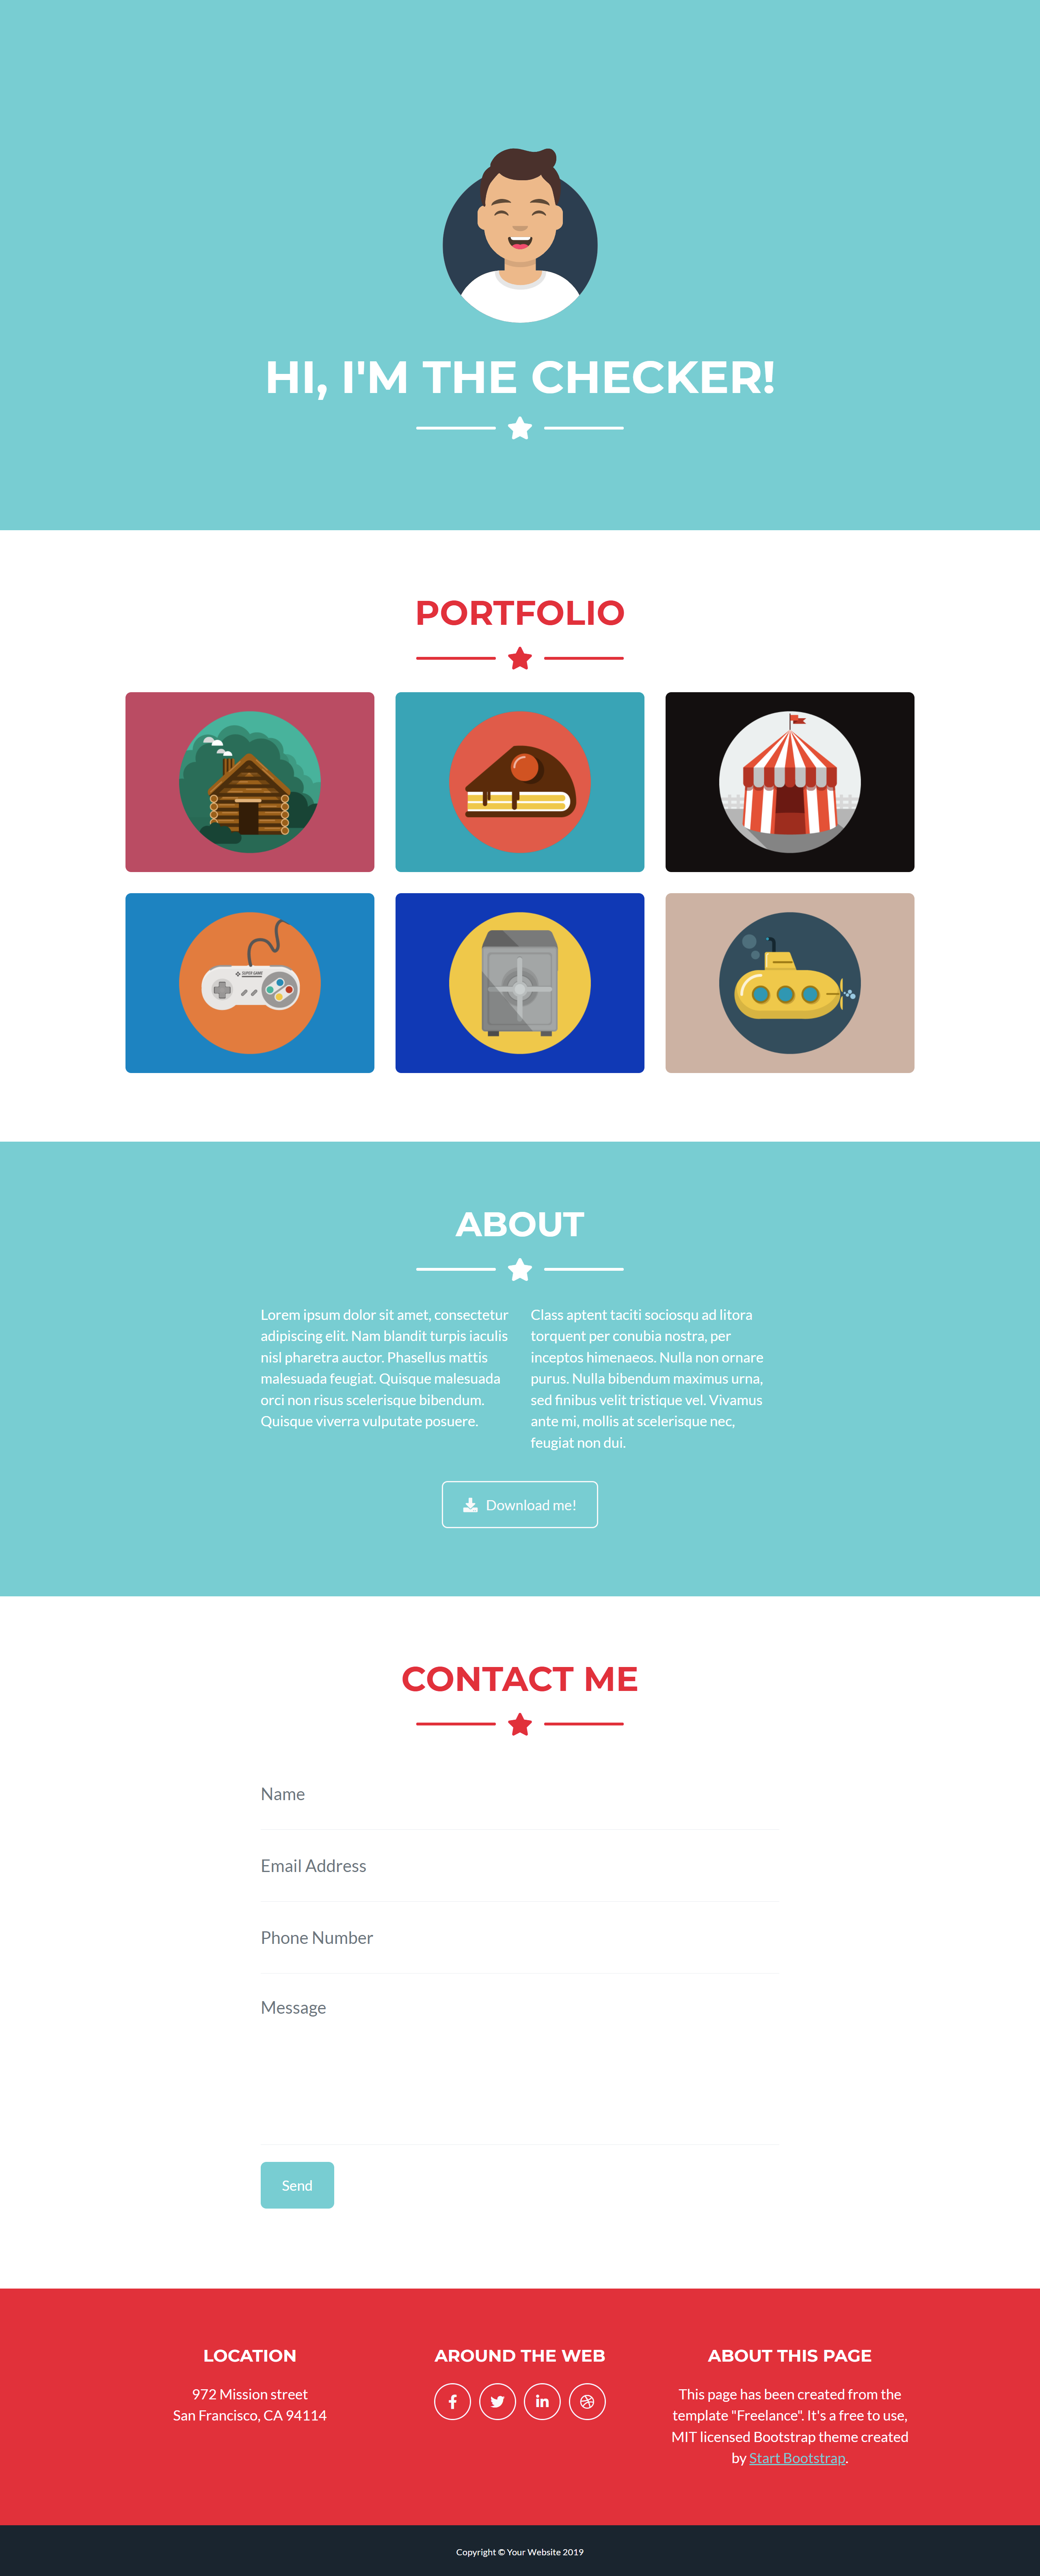 HI, I'M THE CHECKER!
PORTFOLIO
SUPER GAME
ABOUT
Lorem ipsum dolor sit amet, consectetur
adipiscing elit. Nam blandit turpis iaculis
nisl pharetra auctor. Phasellus mattis
malesuada feugiat. Quisque malesuada
orci non risus scelerisque bibendum.
Quisque viverra vulputate posuere.
Class aptent taciti sociosqu ad litora
torquent per conubia nostra, per
inceptos himenaeos. Nulla non ornare
purus. Nulla bibendum maximus urna,
sed finibus velit tristique vel. Vivamus
ante mi, mollis at scelerisque nec,
feugiat non dui.
Download me!
CONTACT ME
Name
Email Address
Phone Number
Message
Send
LOCATION
972 Mission street
San Francisco, CA 94114
AROUND THE WEB
ABOUT THIS PAGE
This page has been created from the
template "Freelance". It's a free to use,
MIT licensed Bootstrap theme created
by Start Bootstrap.
Copyright © Your Website 2019